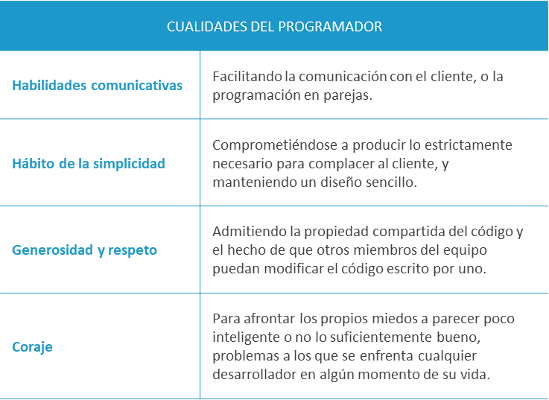 CUALIDADES DEL PROGRAMADOR
Habilidades comunicativas
Facilitando la comunicación con el cliente, o la
programación en parejas.
Hábito de la simplicidad
Comprometiéndose a producir lo estrictamente
necesario para complacer al cliente, y
manteniendo un diseño sencillo.
Generosidad y respeto
Admitiendo la propiedad compartida del código y
el hecho de que otros miembros del equipo
puedan modificar el código escrito por uno.
Coraje
Para afrontar los propios miedos a parecer poco
inteligente o no lo suficientemente bueno,
problemas a los que se enfrenta cualquier
desarrollador en algún momento de su vida.